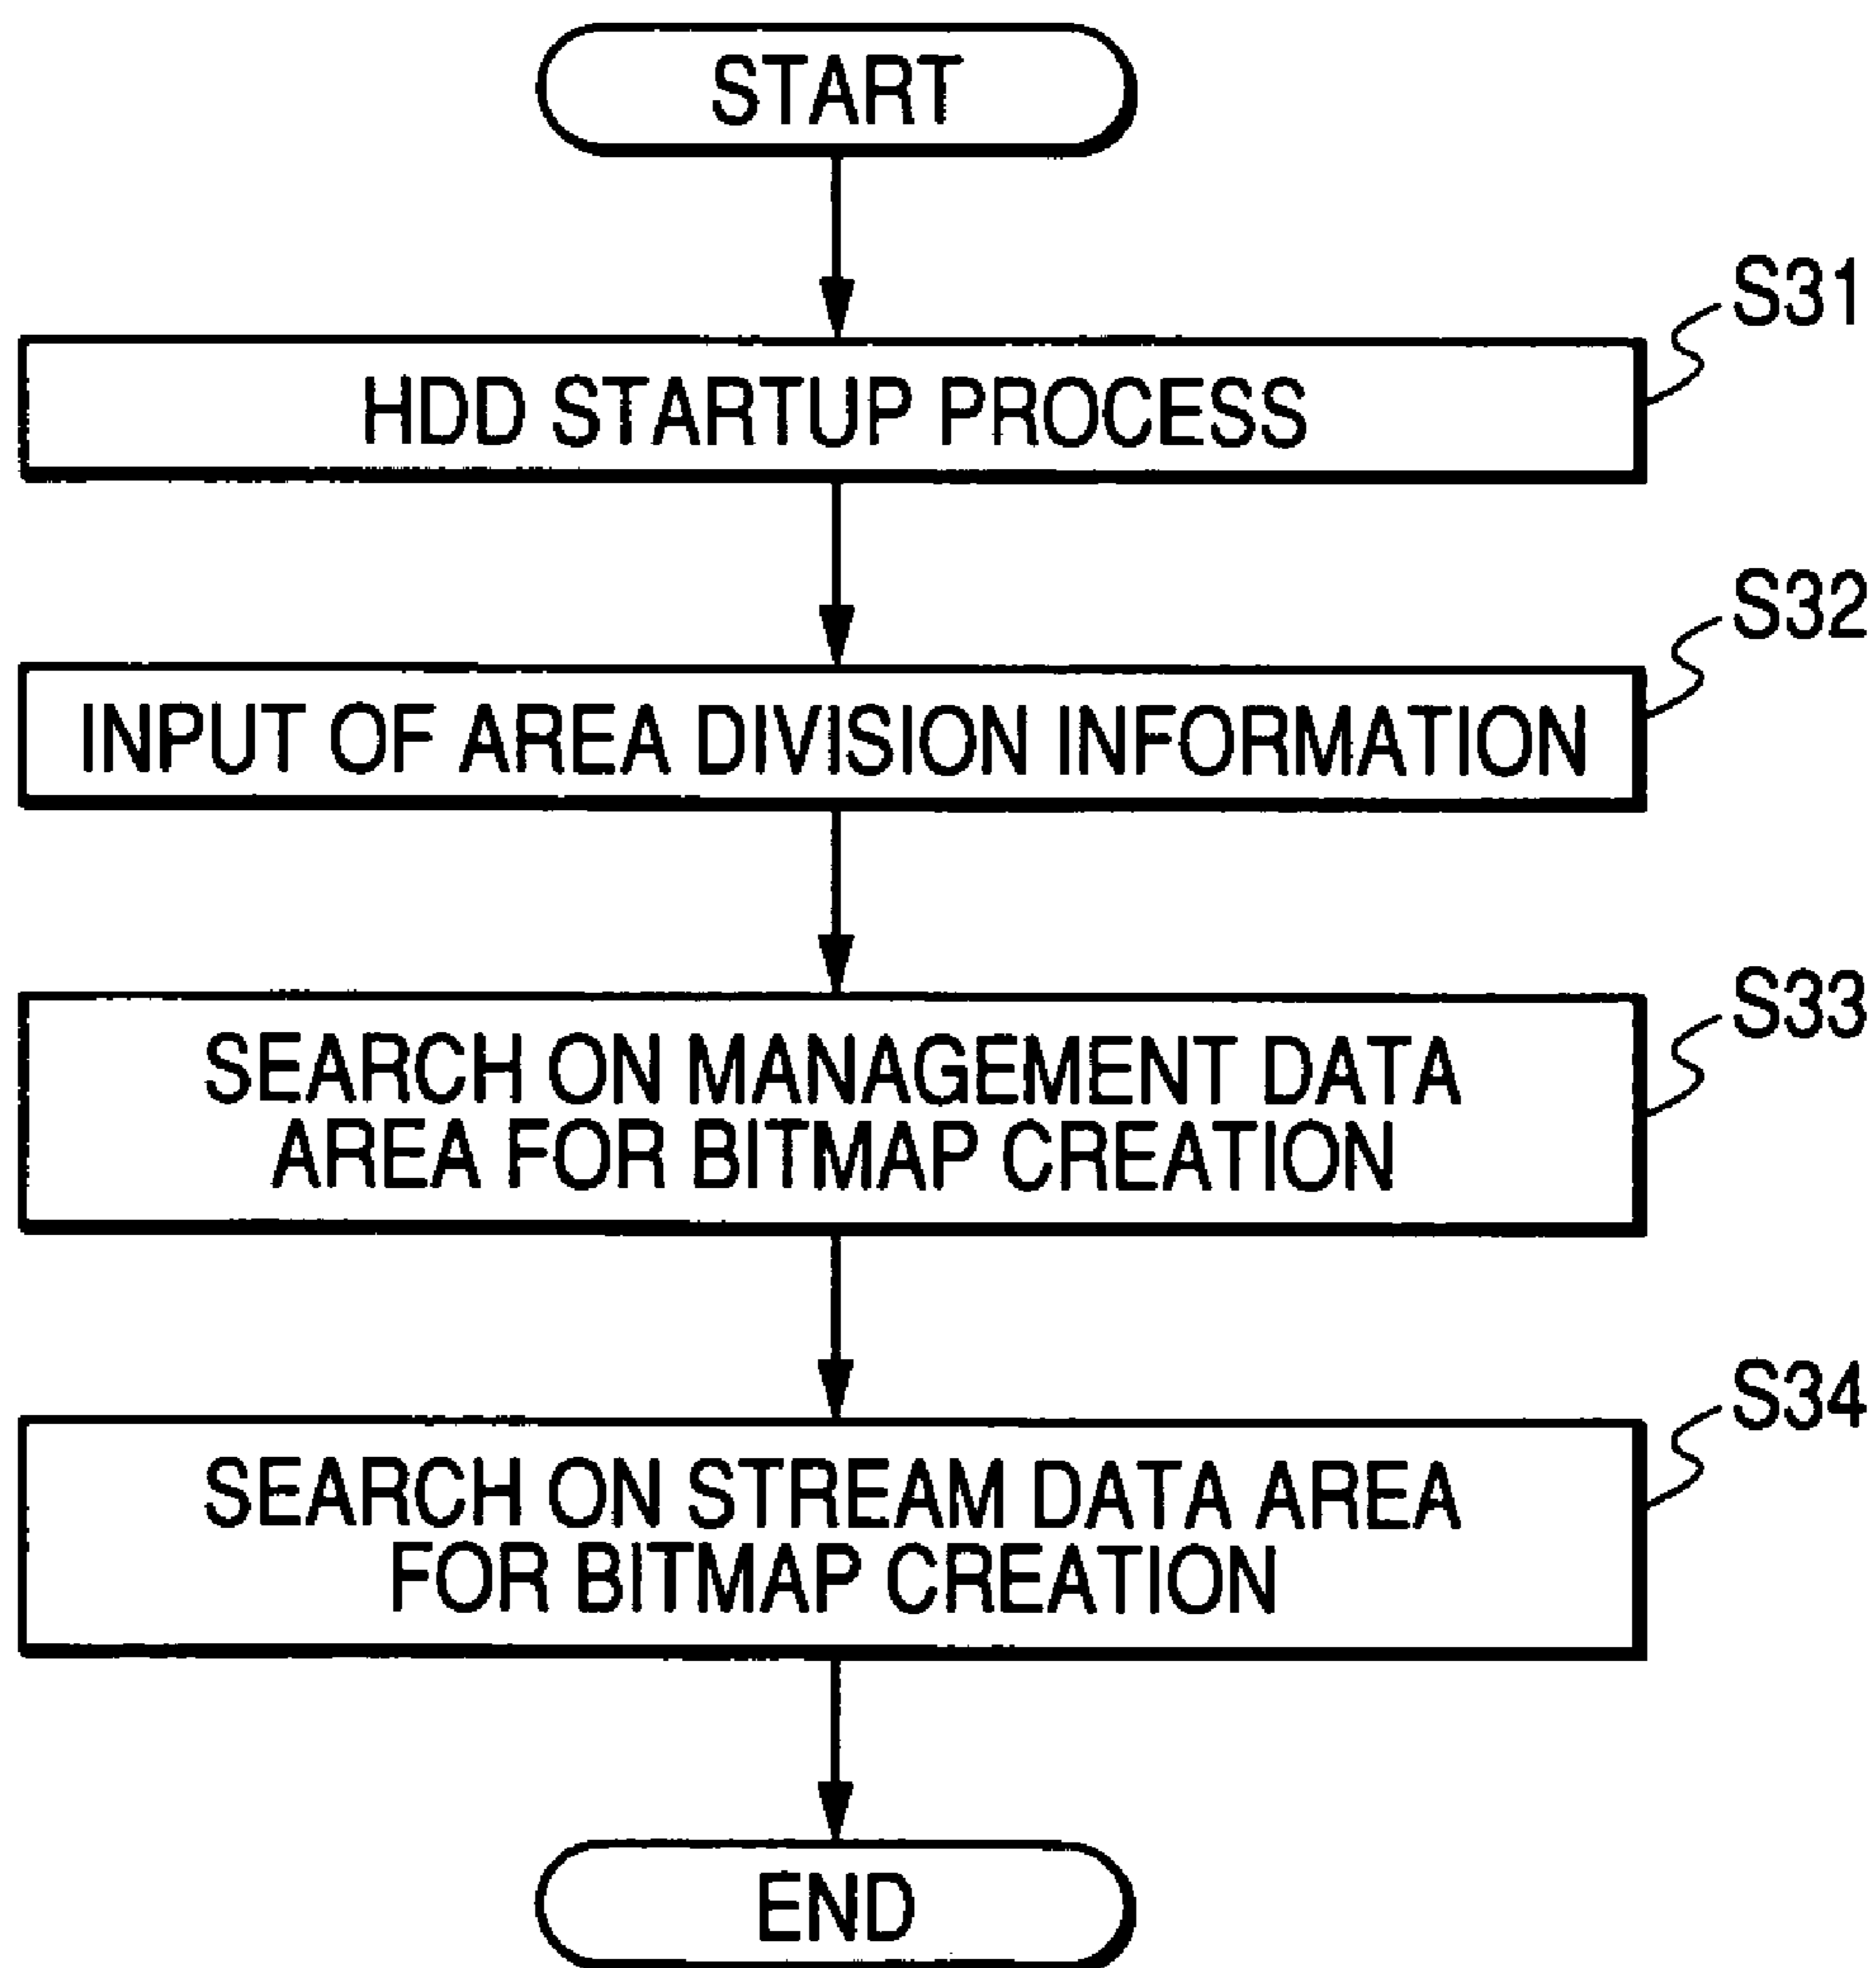 START
S31
HDD STARTUP PROCESS
S32
INPUT OF AREA DIVISION INFORMATION
S33
SEARCH ON MANAGEMENT DATA
AREA FOR BITMAP CREATION
S34
SEARCH ON STREAM DATA AREA
FOR BITMAP CREATION
END